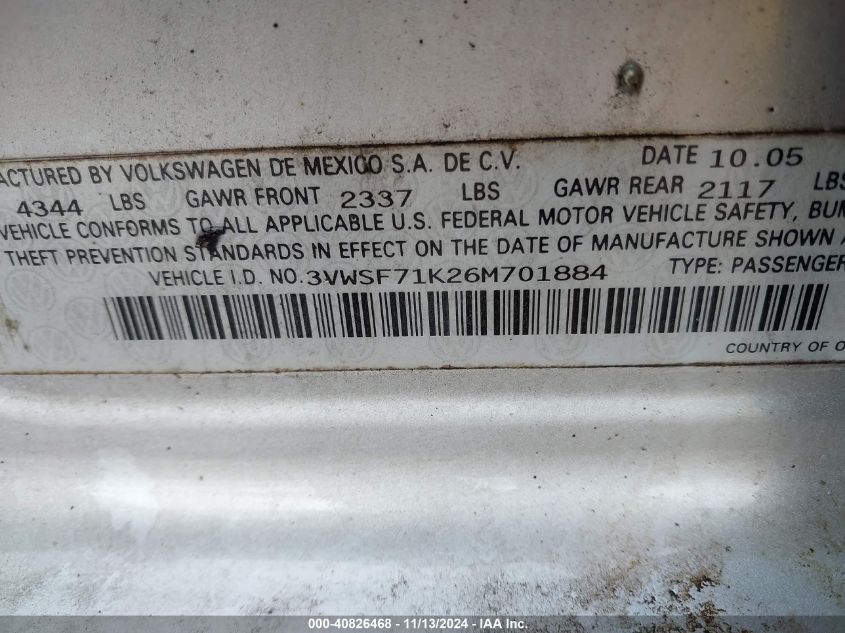 ACTURED BY VOLKSWAGEN DE MEXICO S.A. DE C.V. DATE 10.05
4344 LBS GAWR FRONT 2337 LBS GAWR REAR 2117 LBS
VEHICLE CONFORMS TO ALL APPLICABLE U.S. FEDERAL MOTOR VEHICLE SAFETY, BUM
THEFT PREVENTION STANDARDS IN EFFECT ON THE DATE OF MANUFACTURE SHOWN A
VEHICLE I.D. NO. 3VWSF71K26M701884 TYPE: PASSENGER
COUNTRY OF O
000-40826468 - 11/13/2024 - IAA Inc.